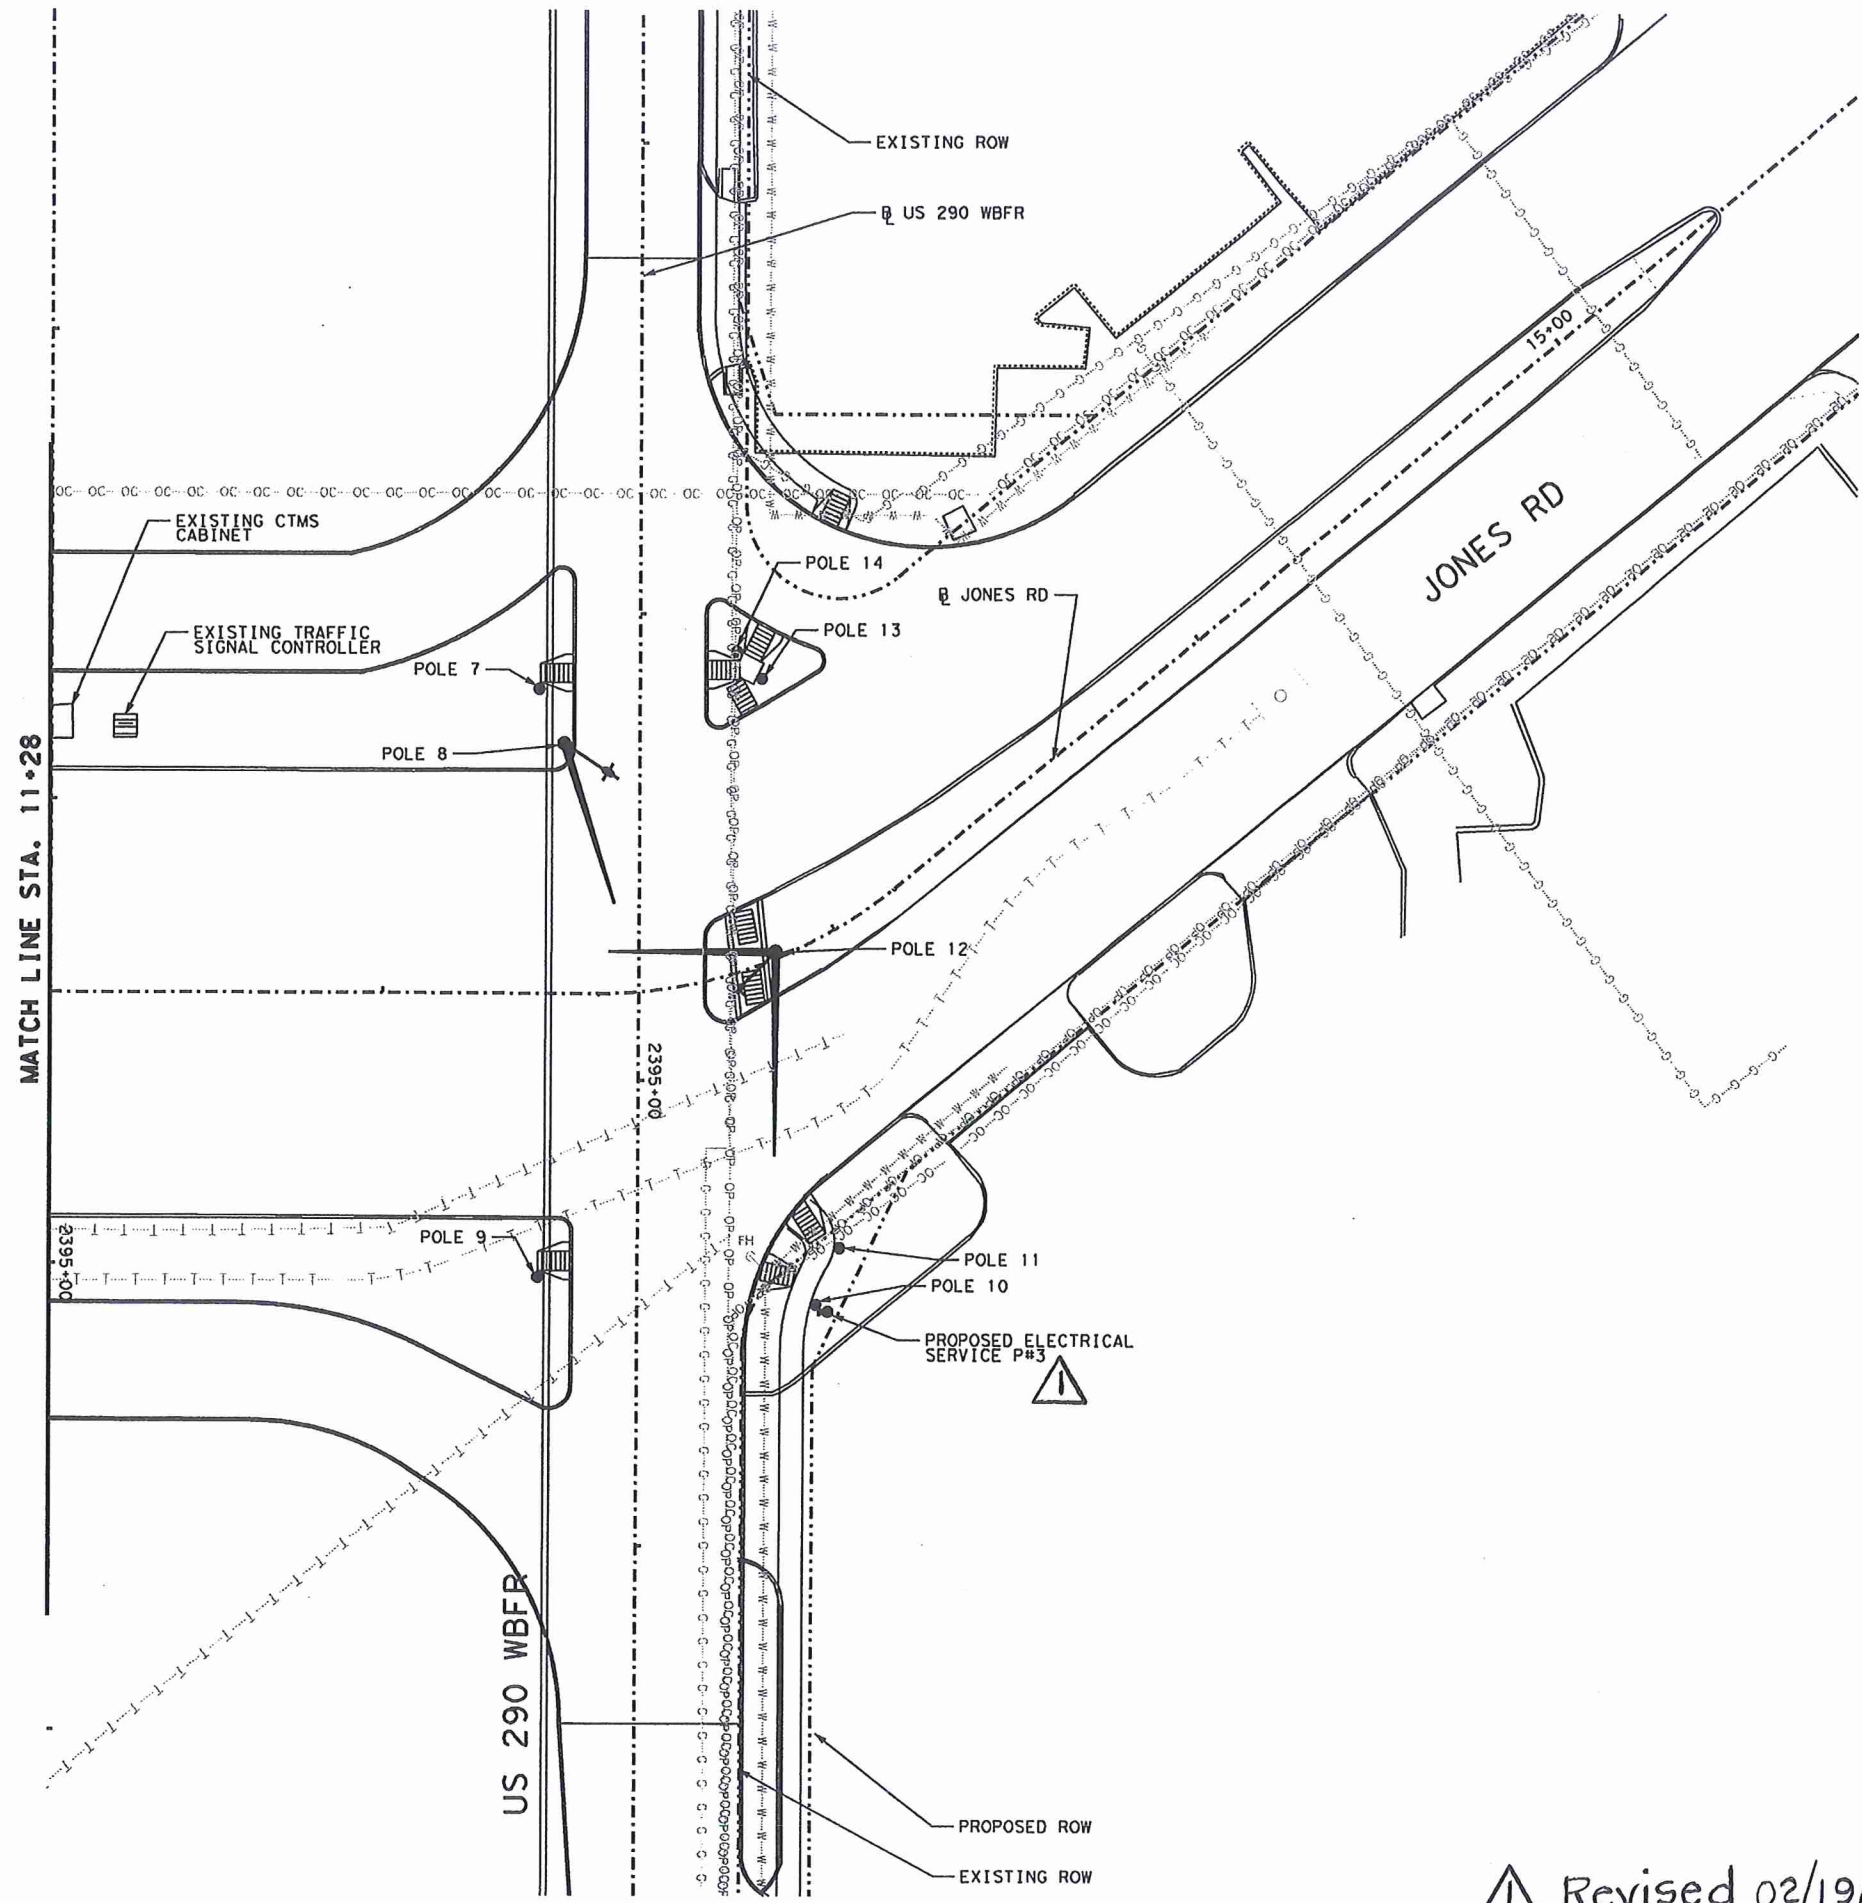 EXISTING ROW
℄ US 290 WBFR
15+00
EXISTING CTMS
CABINET
JONES RD
POLE 14
℄ JONES RD
EXISTING TRAFFIC
SIGNAL CONTROLLER
POLE 13
POLE 7
POLE 8
MATCH LINE STA. 11+28
POLE 12
2395+00
2395+00
POLE 9
FH
POLE 11
POLE 10
PROPOSED ELECTRICAL
SERVICE P#3
1
US 290 WBFR
PROPOSED ROW
EXISTING ROW
1 Revised 02/19